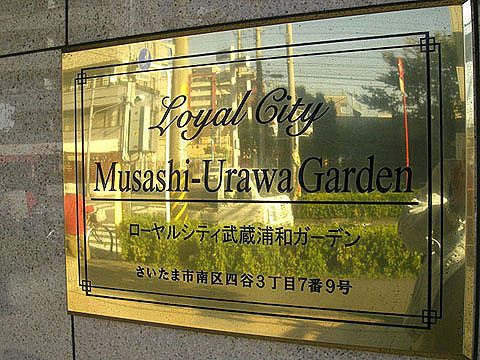 Loyal City
Musashi-Urawa Garden
ローヤルシティ武蔵浦和ガーデン
さいたま市南区四谷3丁目7番9号